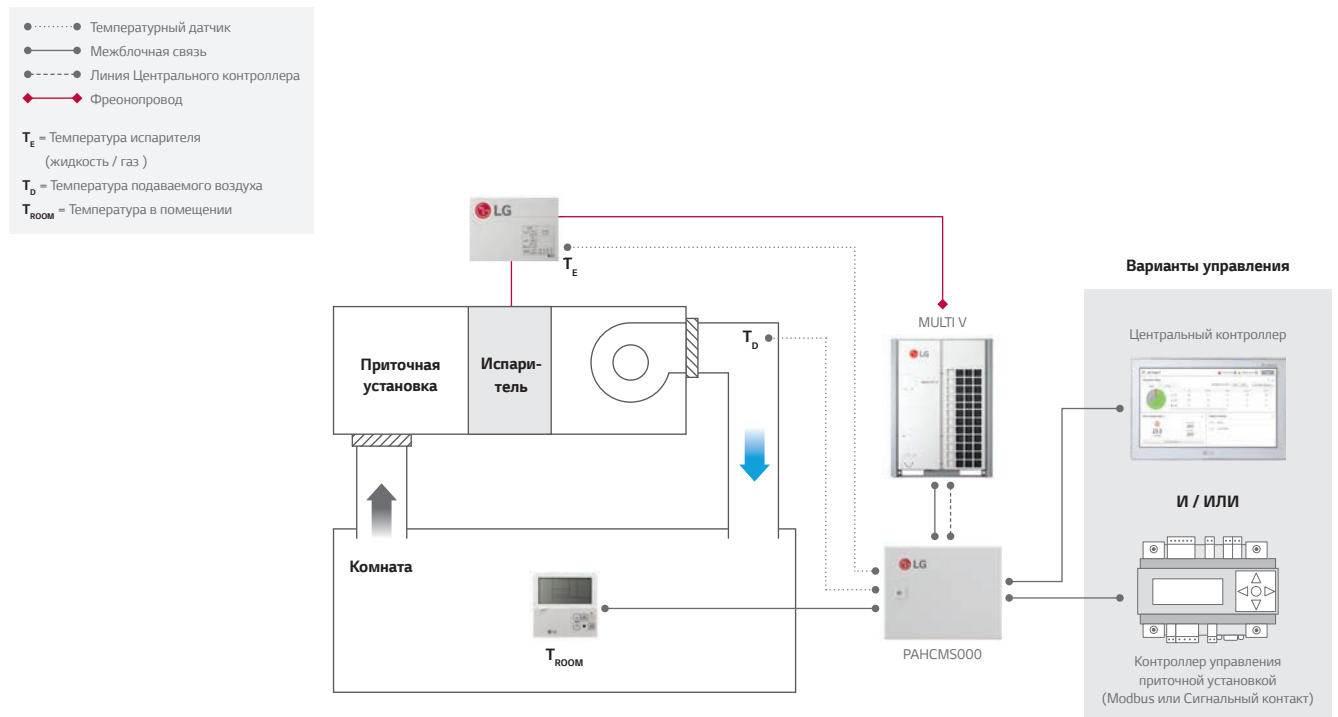 Температурный датчик
Межблочная связь
Линия Центрального контроллера
Фреонопровод
TE = Температура испарителя
(жидкость / газ )
TD = Температура подаваемого воздуха
TROOM = Температура в помещении
LG
TE
Варианты управления
MULTI V
LG
Центральный контроллер
TD
Приточная
установка
Испари-
тель
И / ИЛИ
Комната
LG
TROOM
PAHCMS000
Контроллер управления
приточной установкой
(Modbus или Сигнальный контакт)